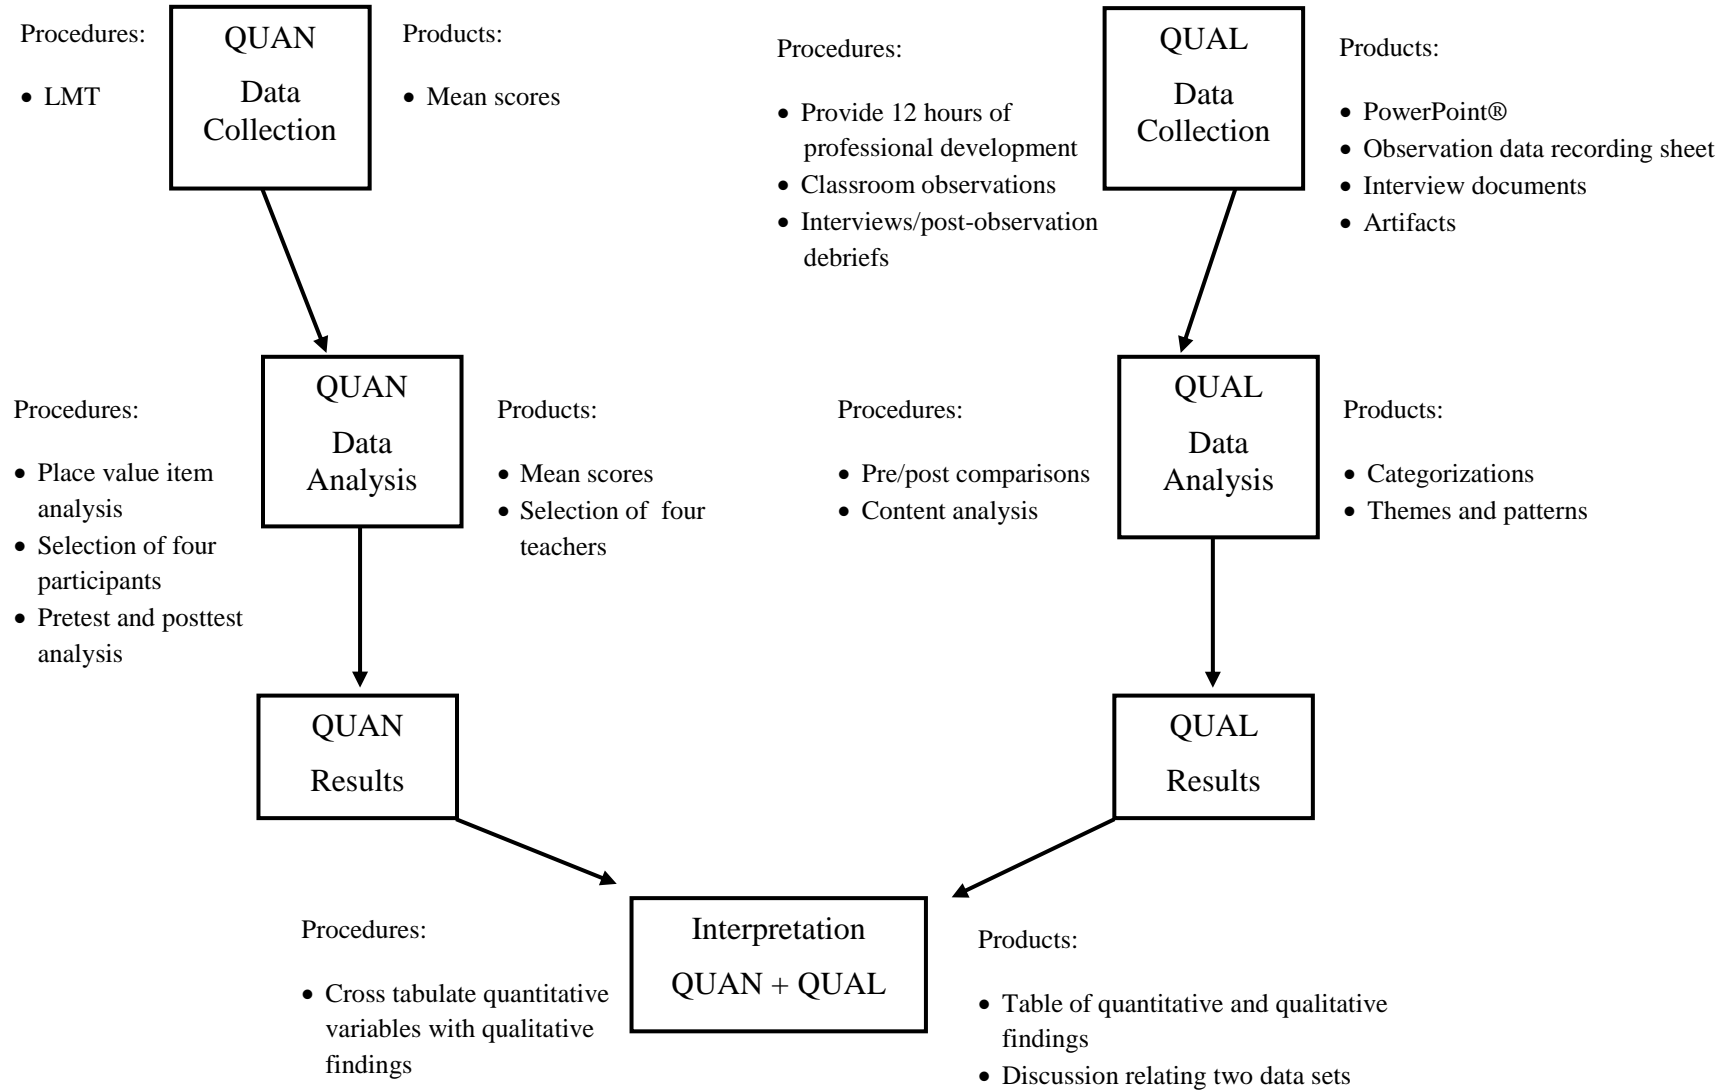 Procedures:
• LMT
QUAN
Data
Collection
Products:
• Mean scores
Procedures:
• Provide 12 hours of
professional development
• Classroom observations
• Interviews/post-observation
debriefs
QUAL
Data
Collection
Products:
• PowerPoint®
• Observation data recording sheet
• Interview documents
• Artifacts
Procedures:
• Place value item
analysis
• Selection of four
participants
• Pretest and posttest
analysis
QUAN
Data
Analysis
Products:
• Mean scores
• Selection of four
teachers
Procedures:
• Pre/post comparisons
• Content analysis
QUAL
Data
Analysis
Products:
• Categorizations
• Themes and patterns
QUAN
Results
QUAL
Results
Procedures:
• Cross tabulate quantitative
variables with qualitative
findings
Interpretation
QUAN + QUAL
Products:
• Table of quantitative and qualitative
findings
• Discussion relating two data sets